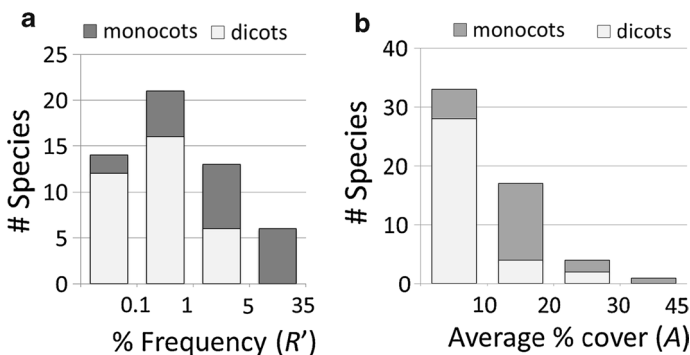 a
monocots dicots
25
20
15
10
5
0
# Species
0.1 1 5 35
% Frequency (R’)
b
monocots dicots
40
30
20
10
0
# Species
10 20 30 45
Average % cover (A)